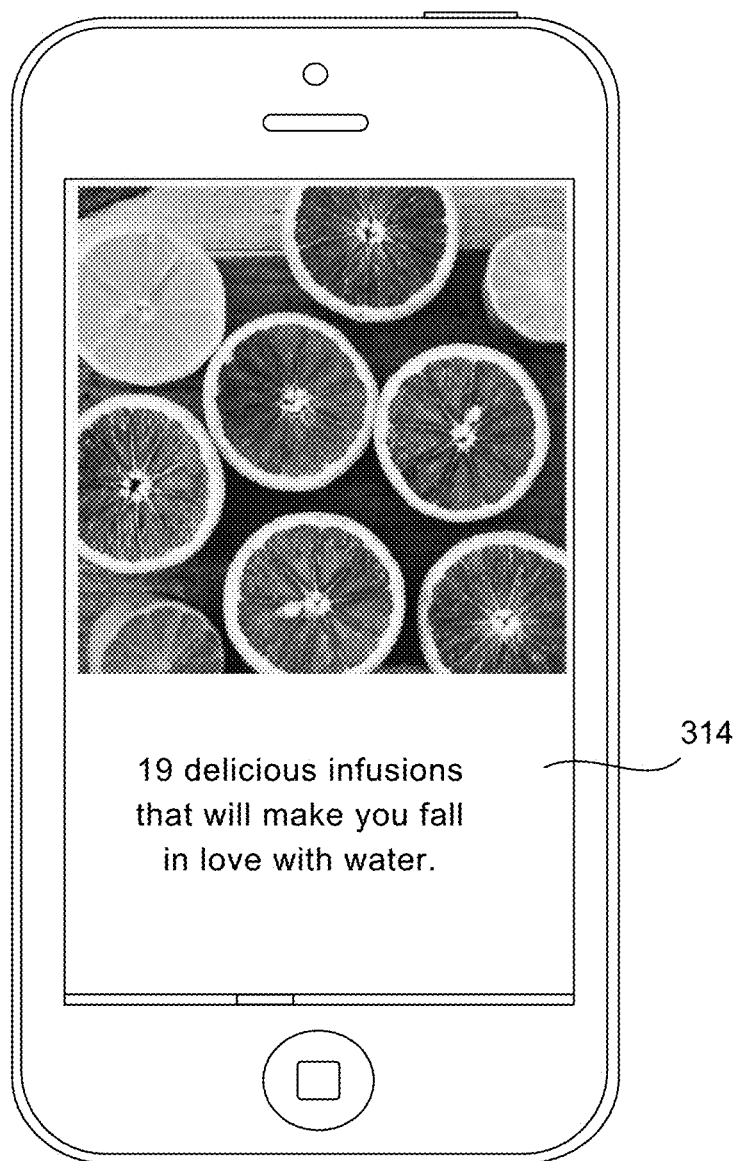 314
19 delicious infusions
that will make you fall
in love with water.